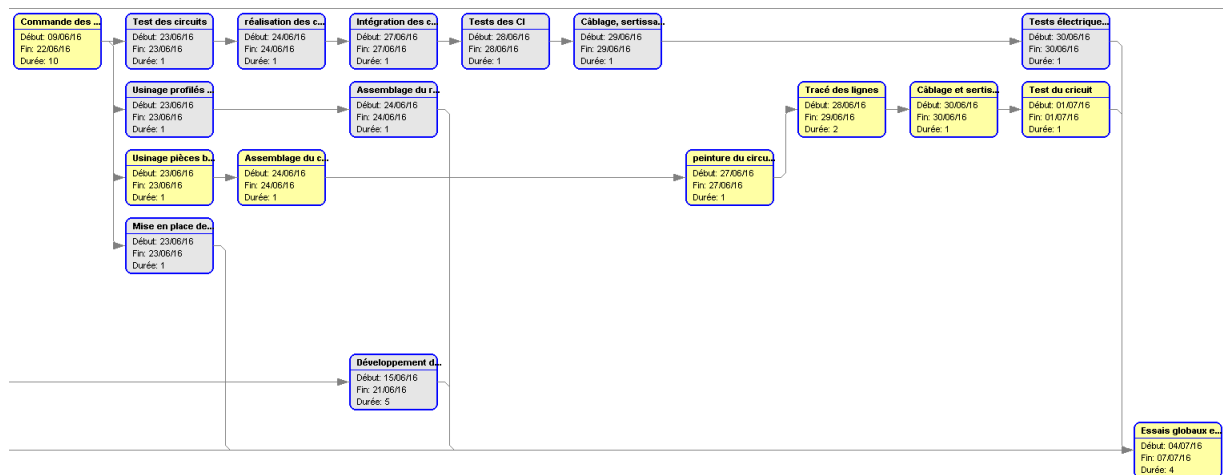 Commande des ...
Début: 09/06/16
Fin: 22/06/16
Durée: 10
Test des circuits
Début: 23/06/16
Fin: 23/06/16
Durée: 1
réalisation des c...
Début: 24/06/16
Fin: 24/06/16
Durée: 1
Intégration des c...
Début: 27/06/16
Fin: 27/06/16
Durée: 1
Tests des CI
Début: 28/06/16
Fin: 28/06/16
Durée: 1
Câblage, sertissa...
Début: 29/06/16
Fin: 29/06/16
Durée: 1
Tests électrique...
Début: 30/06/16
Fin: 30/06/16
Durée: 1
Usinage profilés ...
Début: 23/06/16
Fin: 23/06/16
Durée: 1
Assemblage du r...
Début: 24/06/16
Fin: 24/06/16
Durée: 1
Tracé des lignes
Début: 28/06/16
Fin: 29/06/16
Durée: 2
Câblage et sertis...
Début: 30/06/16
Fin: 30/06/16
Durée: 1
Test du cricuit
Début: 01/07/16
Fin: 01/07/16
Durée: 1
Usinage pièces b...
Début: 23/06/16
Fin: 23/06/16
Durée: 1
Assemblage du c...
Début: 24/06/16
Fin: 24/06/16
Durée: 1
peinture du circu...
Début: 27/06/16
Fin: 27/06/16
Durée: 1
Mise en place de...
Début: 23/06/16
Fin: 23/06/16
Durée: 1
Développement d...
Début: 15/06/16
Fin: 21/06/16
Durée: 5
Essais globaux e...
Début: 04/07/16
Fin: 07/07/16
Durée: 4